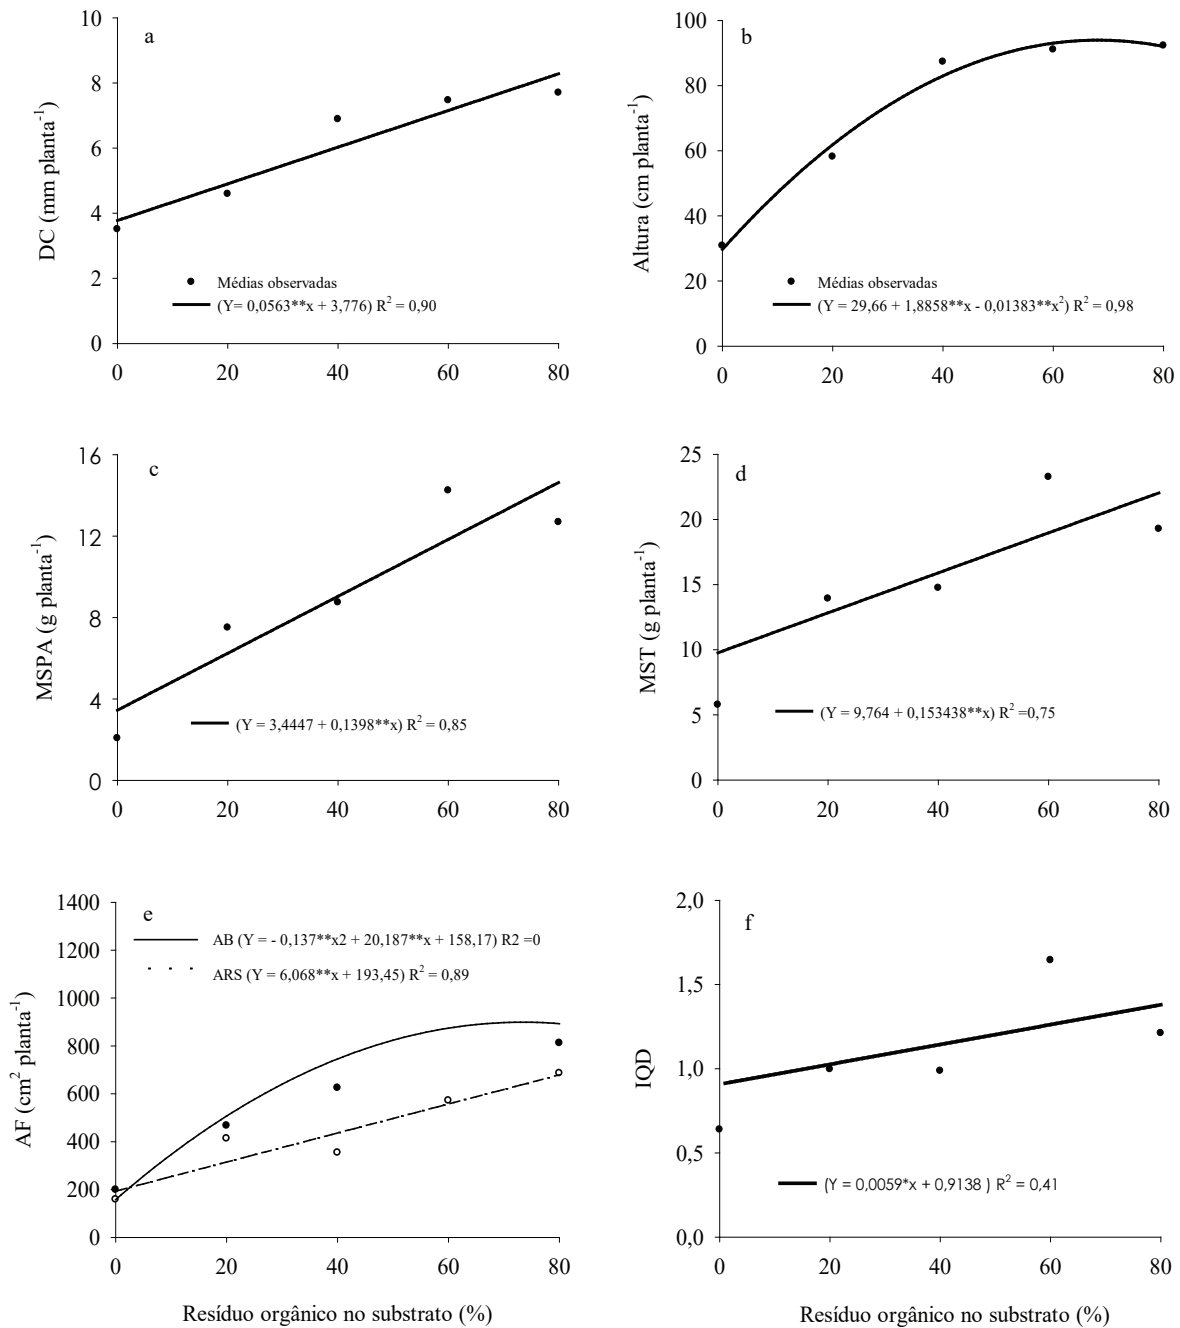 a
10
8
6
4
2
0
DC (mm planta⁻¹)
Médias observadas
(Y= 0,0563**x + 3,776) R² = 0,90
0 20 40 60 80
b
100
80
60
40
20
0
Altura (cm planta⁻¹)
Médias observadas
(Y = 29,66 + 1,8858**x - 0,01383**x²) R² = 0,98
0 20 40 60 80
c
16
12
8
4
0
MSPA (g planta⁻¹)
(Y = 3,4447 + 0,1398**x) R² = 0,85
0 20 40 60 80
d
25
20
15
10
5
0
MST (g planta⁻¹)
(Y = 9,764 + 0,153438**x) R² =0,75
0 20 40 60 80
e
1400
1200
1000
800
600
400
200
0
AF (cm² planta⁻¹)
AB (Y = - 0,137**x2 + 20,187**x + 158,17) R2 =0
ARS (Y = 6,068**x + 193,45) R² = 0,89
0 20 40 60 80
Resíduo orgânico no substrato (%)
f
2,0
1,5
1,0
0,5
0,0
IQD
(Y = 0,0059*x + 0,9138 ) R² = 0,41
0 20 40 60 80
Resíduo orgânico no substrato (%)